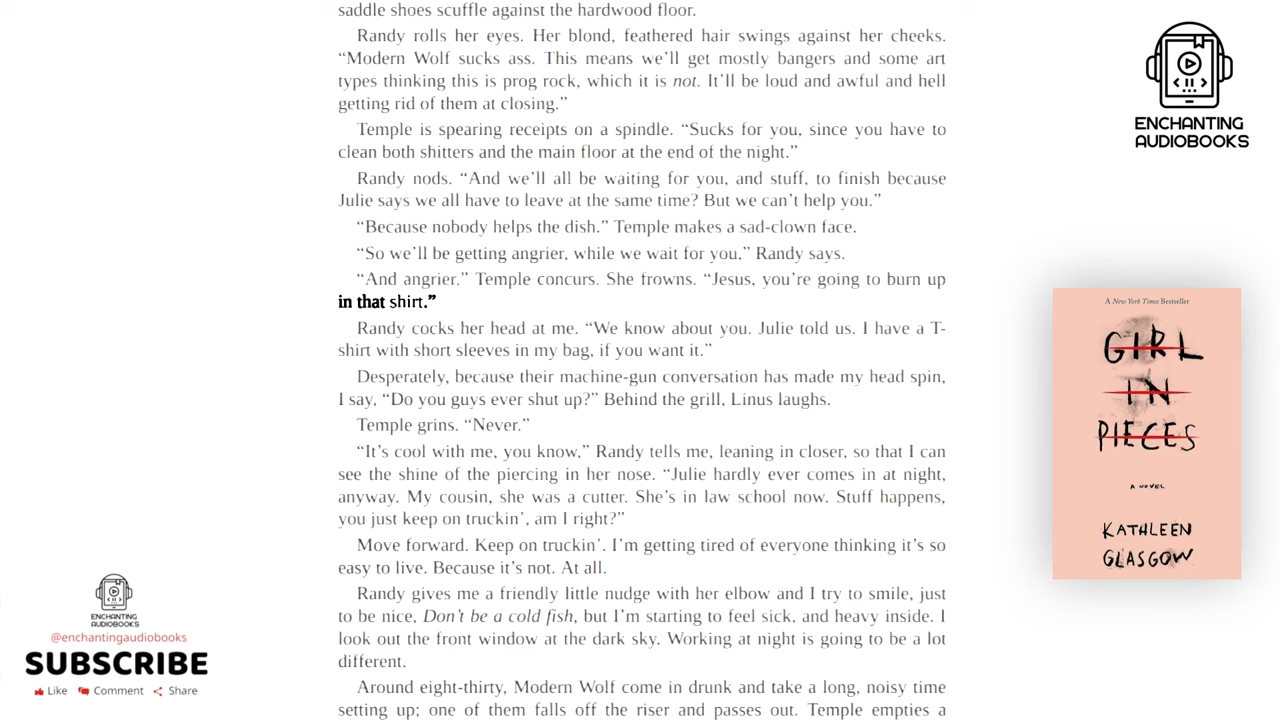 saddle shoes scuffle against the hardwood floor.
Randy rolls her eyes. Her blond, feathered hair swings against her cheeks.
“Modern Wolf sucks ass. This means we’ll get mostly bangers and some art
types thinking this is prog rock, which it is not. It’ll be loud and awful and hell
getting rid of them at closing.”
Temple is spearing receipts on a spindle. “Sucks for you, since you have to
clean both shitters and the main floor at the end of the night.”
Randy nods. “And we’ll all be waiting for you, and stuff, to finish because
Julie says we all have to leave at the same time? But we can’t help you.”
“Because nobody helps the dish.” Temple makes a sad-clown face.
“So we’ll be getting angrier, while we wait for you,” Randy says.
“And angrier,” Temple concurs. She frowns. “Jesus, you’re going to burn up
in that shirt.”
Randy cocks her head at me. “We know about you. Julie told us. I have a T-
shirt with short sleeves in my bag, if you want it.”
Desperately, because their machine-gun conversation has made my head spin,
I say, “Do you guys ever shut up?” Behind the grill, Linus laughs.
Temple grins. “Never.”
“It’s cool with me, you know,” Randy tells me, leaning in closer, so that I can
see the shine of the piercing in her nose. “Julie hardly ever comes in at night,
anyway. My cousin, she was a cutter. She’s in law school now. Stuff happens,
you just keep on truckin’, am I right?”
Move forward. Keep on truckin’. I’m getting tired of everyone thinking it’s so
easy to live. Because it’s not. At all.
Randy gives me a friendly little nudge with her elbow and I try to smile, just
to be nice, Don’t be a cold fish, but I’m starting to feel sick, and heavy inside. I
look out the front window at the dark sky. Working at night is going to be a lot
different.
Around eight-thirty, Modern Wolf come in drunk and take a long, noisy time
setting up; one of them falls off the riser and passes out. Temple empties a
ENCHANTING
AUDIOBOOKS
A New York Times Bestseller
GIRL
IN
PIECES
A NOVEL
KATHLEEN
GLASGOW
ENCHANTING
AUDIOBOOKS
@enchantingaudiobooks
SUBSCRIBE
Like Comment Share